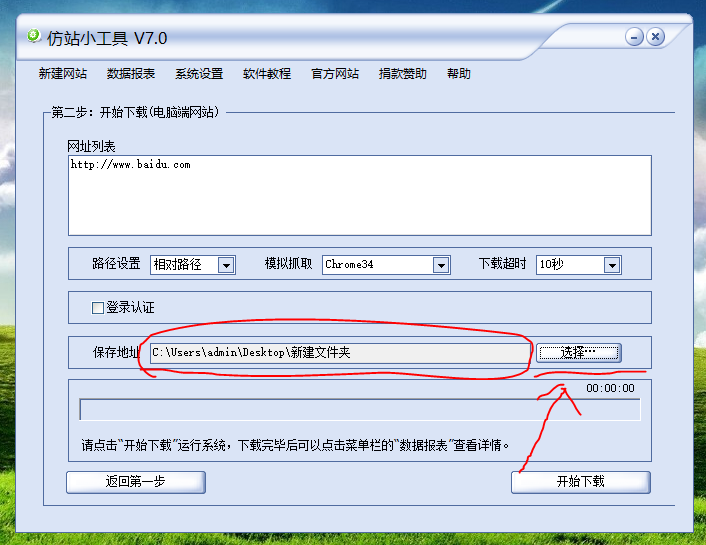 仿站小工具 V7.0
新建网站 数据报表 系统设置 软件教程 官方网站 捐款赞助 帮助
第二步：开始下载(电脑端网站)
网址列表
http://www.baidu.com
路径设置 相对路径 模拟抓取 Chrome34 下载超时 10秒
登录认证
保存地址 C:\Users\admin\Desktop\新建文件夹 选择…
00:00:00
请点击“开始下载”运行系统，下载完毕后可以点击菜单栏的“数据报表”查看详情。
返回第一步 开始下载